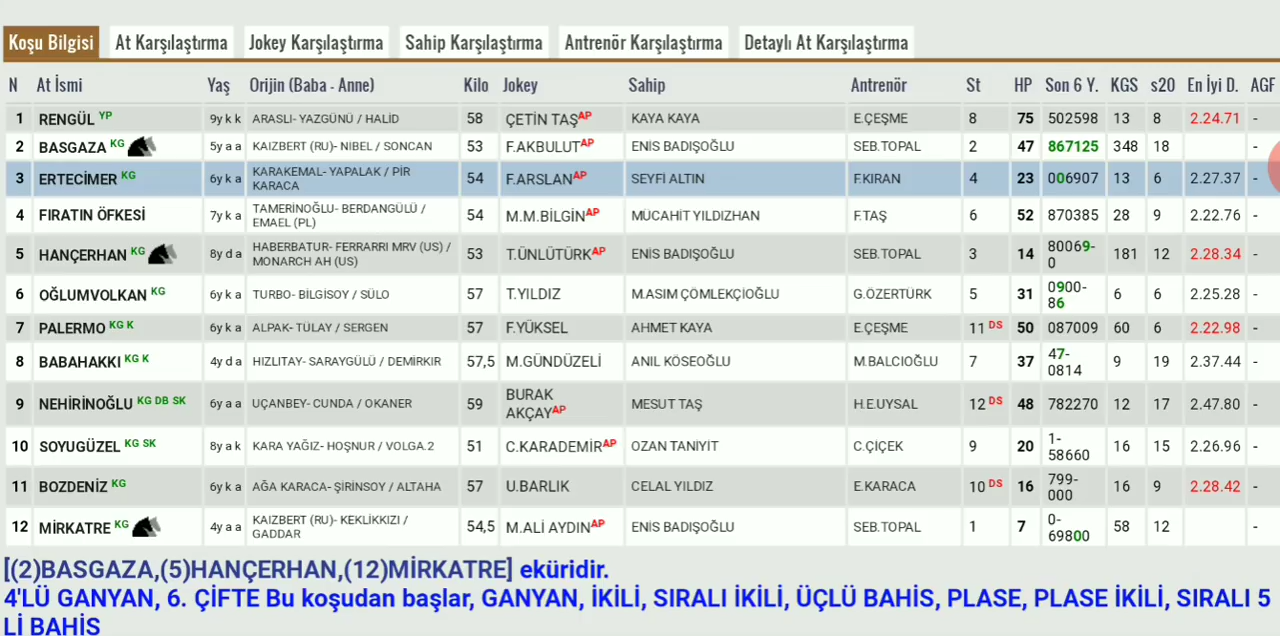 Koşu Bilgisi At Karşılaştırma Jokey Karşılaştırma Sahip Karşılaştırma Antrenör Karşılaştırma Detaylı At Karşılaştırma
N At İsmi Yaş Orijin (Baba - Anne) Kilo Jokey Sahip Antrenör St HP Son 6 Y. KGS s20 En İyi D. AGF
1 RENGÜL YP 9y k k ARASLI- YAZGÜNÜ / HALİD 58 ÇETİN TAŞ AP KAYA KAYA E.ÇEŞME 8 75 502598 13 8 2.24.71 -
2 BASGAZA KG 5y a a KAIZBERT (RU)- NİBEL / SONCAN 53 F.AKBULUT AP ENİS BADIŞOĞLU SEB.TOPAL 2 47 867125 348 18 -
3 ERTECİMER KG 6y k a KARAKEMAL- YAPALAK / PİR KARACA 54 F.ARSLAN AP SEYFİ ALTIN F.KIRAN 4 23 006907 13 6 2.27.37 -
4 FIRATIN ÖFKESİ 7y k a TAMERİNOĞLU- BERDANGÜLÜ / EMAEL (PL) 54 M.M.BİLGİN AP MÜCAHİT YILDIZHAN F.TAŞ 6 52 870385 28 9 2.22.76 -
5 HANÇERHAN KG 8y d a HABERBATUR- FERRARRI MRV (US) / MONARCH AH (US) 53 T.ÜNLÜTÜRK AP ENİS BADIŞOĞLU SEB.TOPAL 3 14 80069-0 181 12 2.28.34 -
6 OĞLUMVOLKAN KG 6y k a TURBO- BİLGİSOY / SÜLO 57 T.YILDIZ M.ASIM ÇÖMLEKÇİOĞLU G.ÖZERTÜRK 5 31 0900-86 6 6 2.25.28 -
7 PALERMO KG K 6y k a ALPAK- TÜLAY / SERGEN 57 F.YÜKSEL AHMET KAYA E.ÇEŞME 11 DS 50 087009 60 6 2.22.98 -
8 BABAHAKKI KG K 4y d a HIZLITAY- SARAYGÜLÜ / DEMİRKIR 57,5 M.GÜNDÜZELİ ANIL KÖSEOĞLU M.BALCIOĞLU 7 37 47-0814 9 19 2.37.44 -
9 NEHİRİNOĞLU KG DB SK 6y a a UÇANBEY- CUNDA / OKANER 59 BURAK AKÇAY AP MESUT TAŞ H.E.UYSAL 12 DS 48 782270 12 17 2.47.80 -
10 SOYUGÜZEL KG SK 8y a k KARA YAĞIZ- HOŞNUR / VOLGA.2 51 C.KARADEMİR AP OZAN TANIYİT C.ÇİÇEK 9 20 1-58660 16 15 2.26.96 -
11 BOZDENİZ KG 6y k a AĞA KARACA- ŞİRİNSOY / ALTAHA 57 U.BARLIK CELAL YILDIZ E.KARACA 10 DS 16 799-000 16 9 2.28.42 -
12 MİRKATRE KG 4y a a KAIZBERT (RU)- KEKLİKKIZI / GADDAR 54,5 M.ALİ AYDIN AP ENİS BADIŞOĞLU SEB.TOPAL 1 7 0-69800 58 12 -
[(2)BASGAZA,(5)HANÇERHAN,(12)MİRKATRE] eküridir.
4'LÜ GANYAN, 6. ÇİFTE Bu koşudan başlar, GANYAN, İKİLİ, SIRALI İKİLİ, ÜÇLÜ BAHİS, PLASE, PLASE İKİLİ, SIRALI 5
Lİ BAHİS